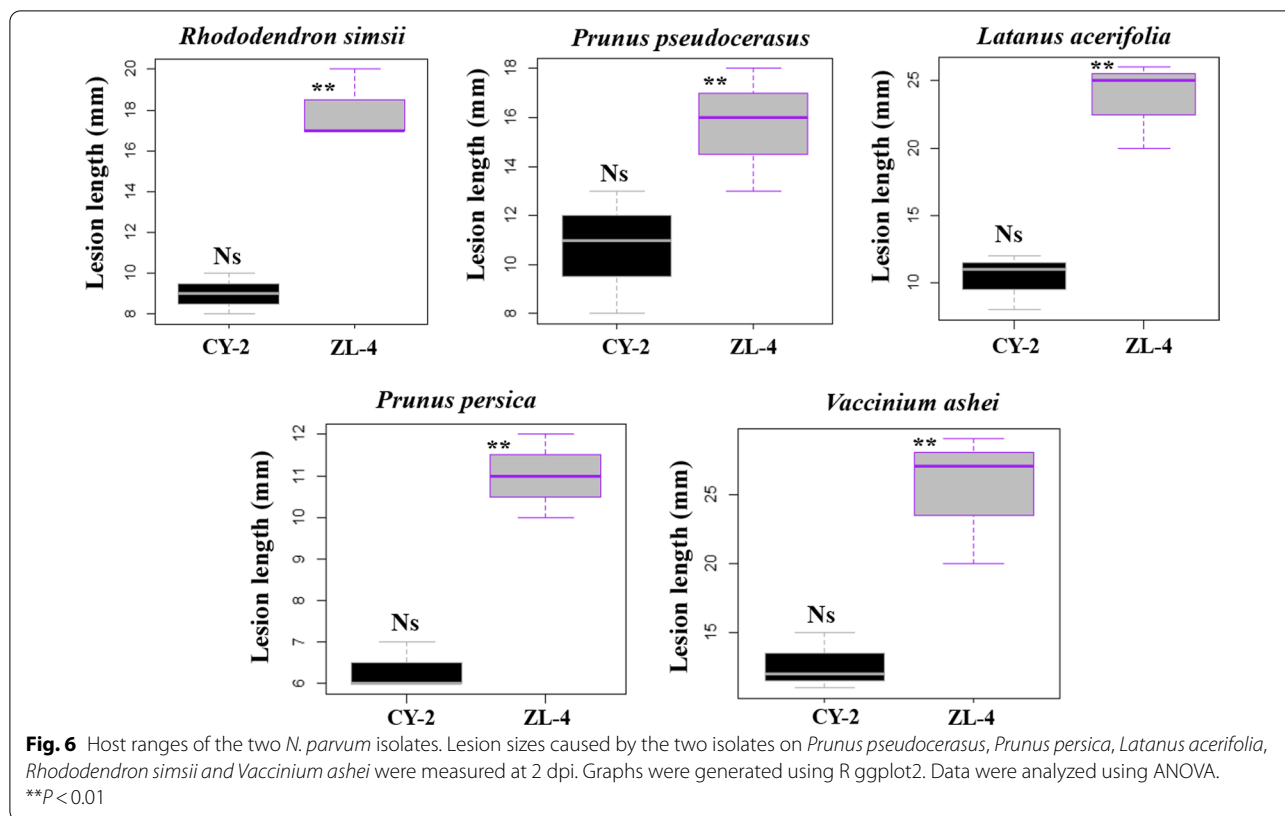 Rhododendron simsii
Lesion length (mm)
20
18
16
14
12
10
8
Ns
**
CY-2
ZL-4
Prunus pseudocerasus
Lesion length (mm)
18
16
14
12
10
8
Ns
**
CY-2
ZL-4
Latanus acerifolia
Lesion length (mm)
25
20
15
10
Ns
**
CY-2
ZL-4
Prunus persica
Lesion length (mm)
12
11
10
9
8
7
6
Ns
**
CY-2
ZL-4
Vaccinium ashei
Lesion length (mm)
25
20
15
Ns
**
CY-2
ZL-4
Fig. 6 Host ranges of the two N. parvum isolates. Lesion sizes caused by the two isolates on Prunus pseudocerasus, Prunus persica, Latanus acerifolia,
Rhododendron simsii and Vaccinium ashei were measured at 2 dpi. Graphs were generated using R ggplot2. Data were analyzed using ANOVA.
**P < 0.01